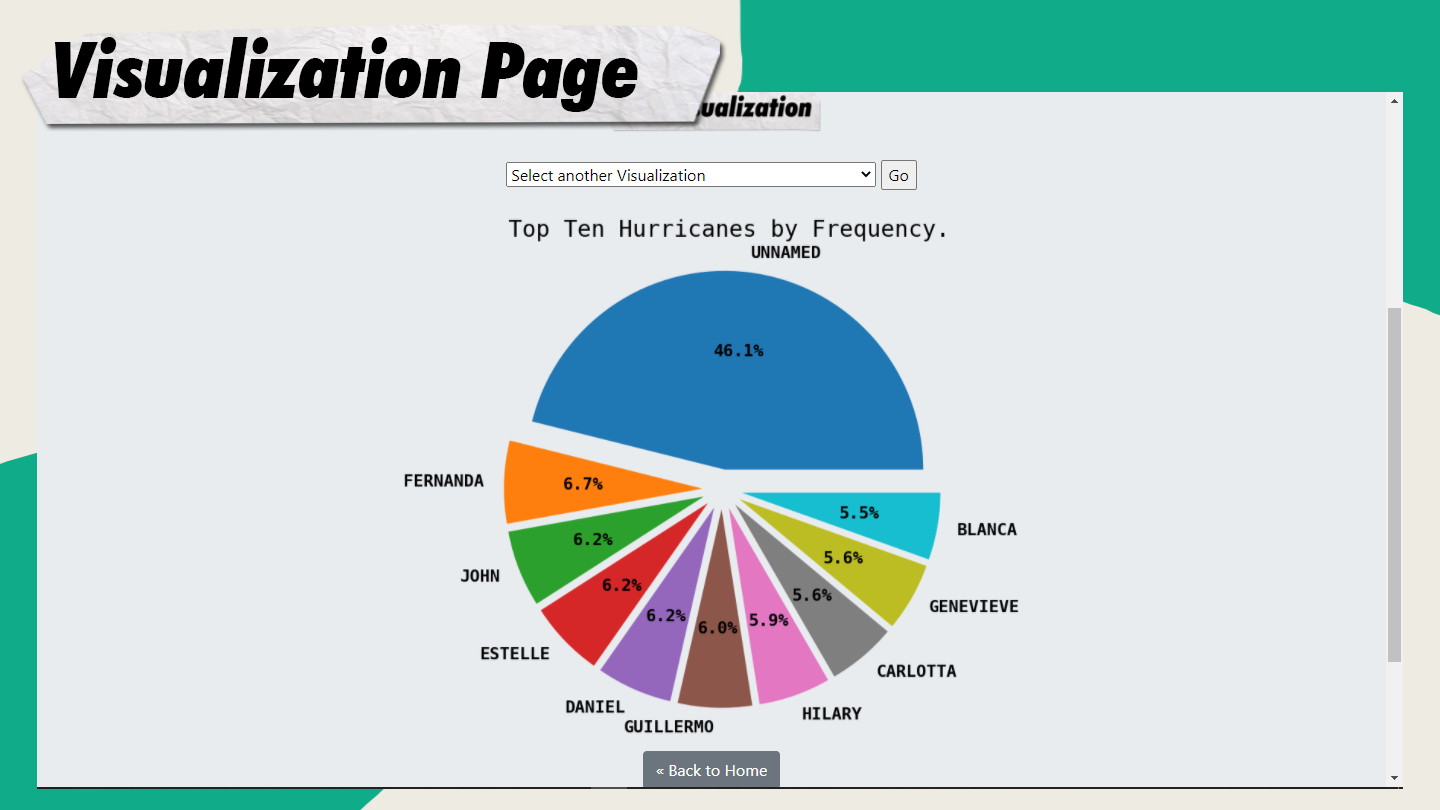 Visualization Page
ualization
Select another Visualization
Go
Top Ten Hurricanes by Frequency.
UNNAMED
46.1%
FERNANDA
6.7%
JOHN
6.2%
ESTELLE
6.2%
DANIEL
6.2%
GUILLERMO
6.0%
HILARY
5.9%
CARLOTTA
5.6%
GENEVIEVE
5.6%
BLANCA
5.5%
« Back to Home